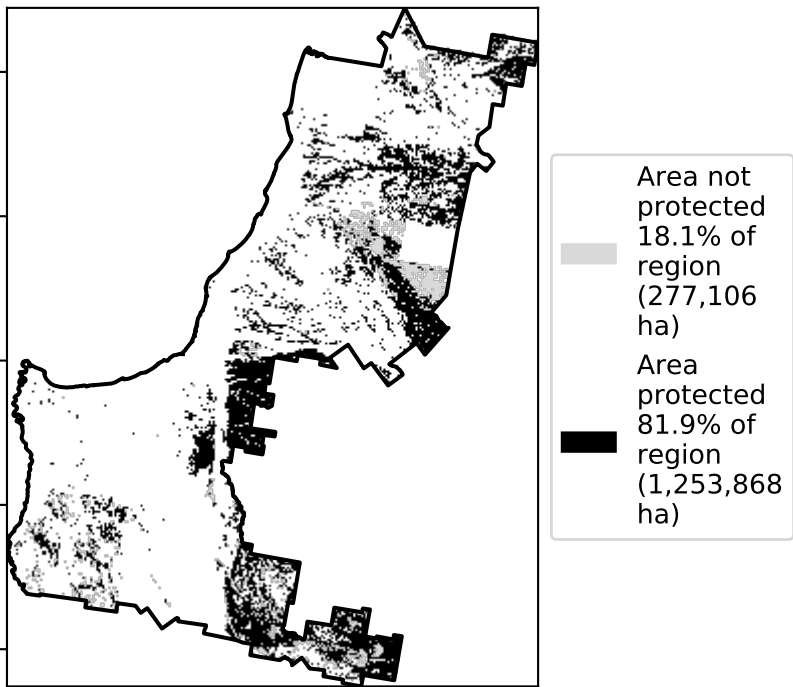 Area not
protected
18.1% of
region
(277,106
ha)
Area
protected
81.9% of
region
(1,253,868
ha)